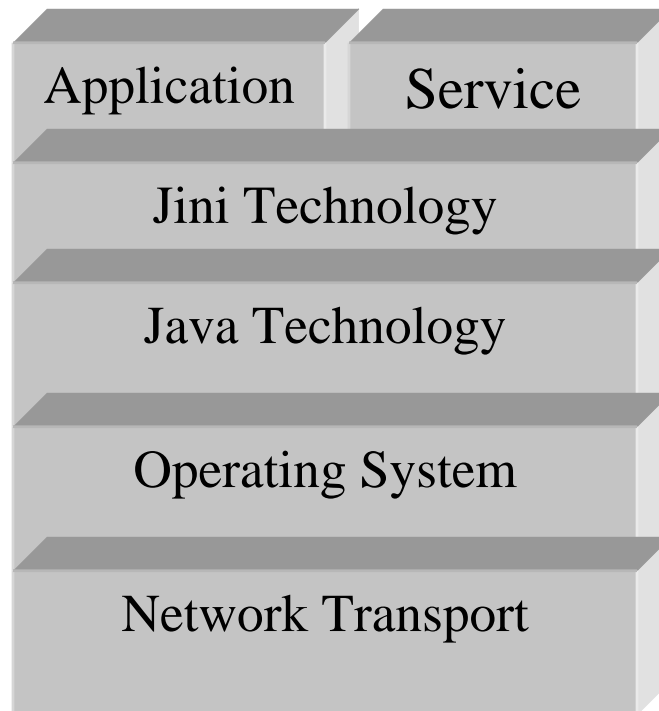 Application
Service
Jini Technology
Java Technology
Operating System
Network Transport